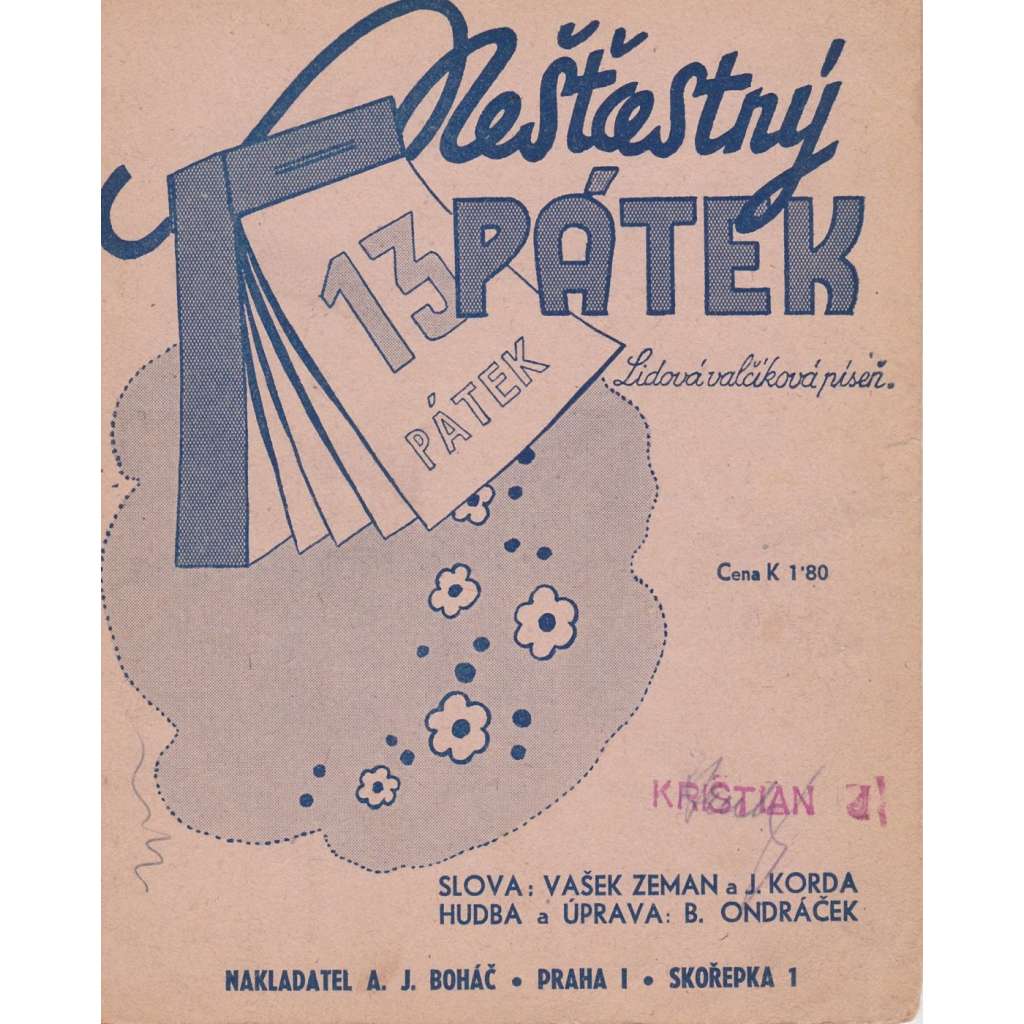 Nešťastný
PÁTEK
13
PÁTEK
Lidová valčíková píseň.
Cena K 1'80
KRISTIAN
SLOVA: VAŠEK ZEMAN a J. KORDA
HUDBA a ÚPRAVA: B. ONDRÁČEK
NAKLADATEL A. J. BOHÁČ • PRAHA I • SKOŘEPKA 1